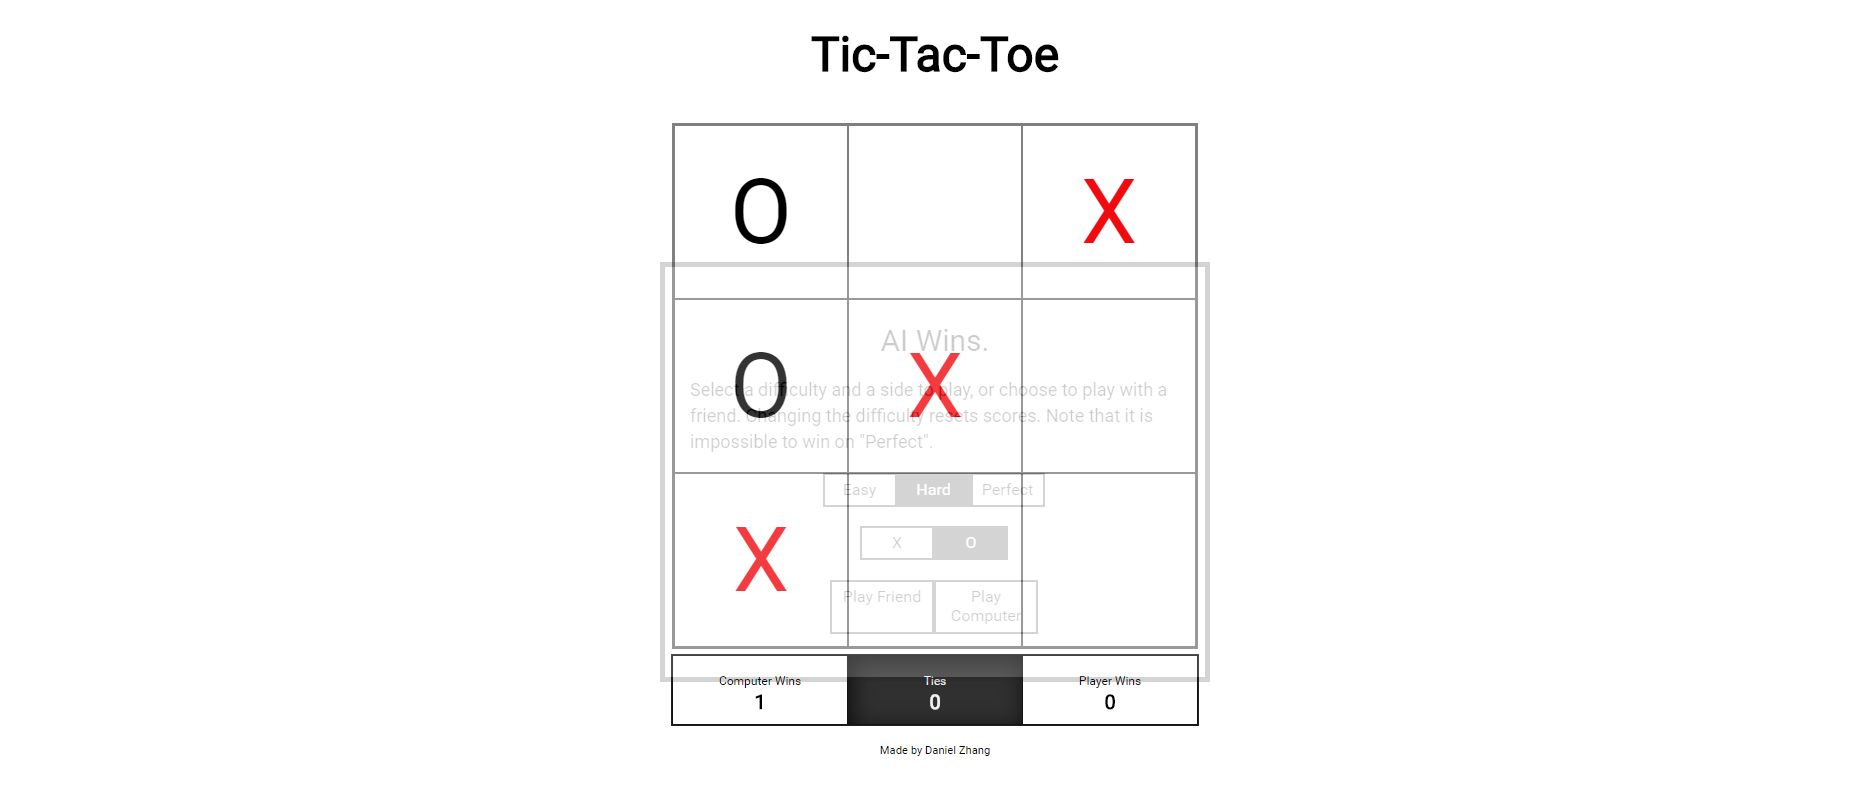 Tic-Tac-Toe
O X
AI Wins.
O X
Select a difficulty and a side to play, or choose to play with a
friend. Changing the difficulty resets scores. Note that it is
impossible to win on "Perfect".
Easy Hard Perfect
X O
X
Play Friend Play
Computer
Computer Wins Ties Player Wins
1 0 0
Made by Daniel Zhang